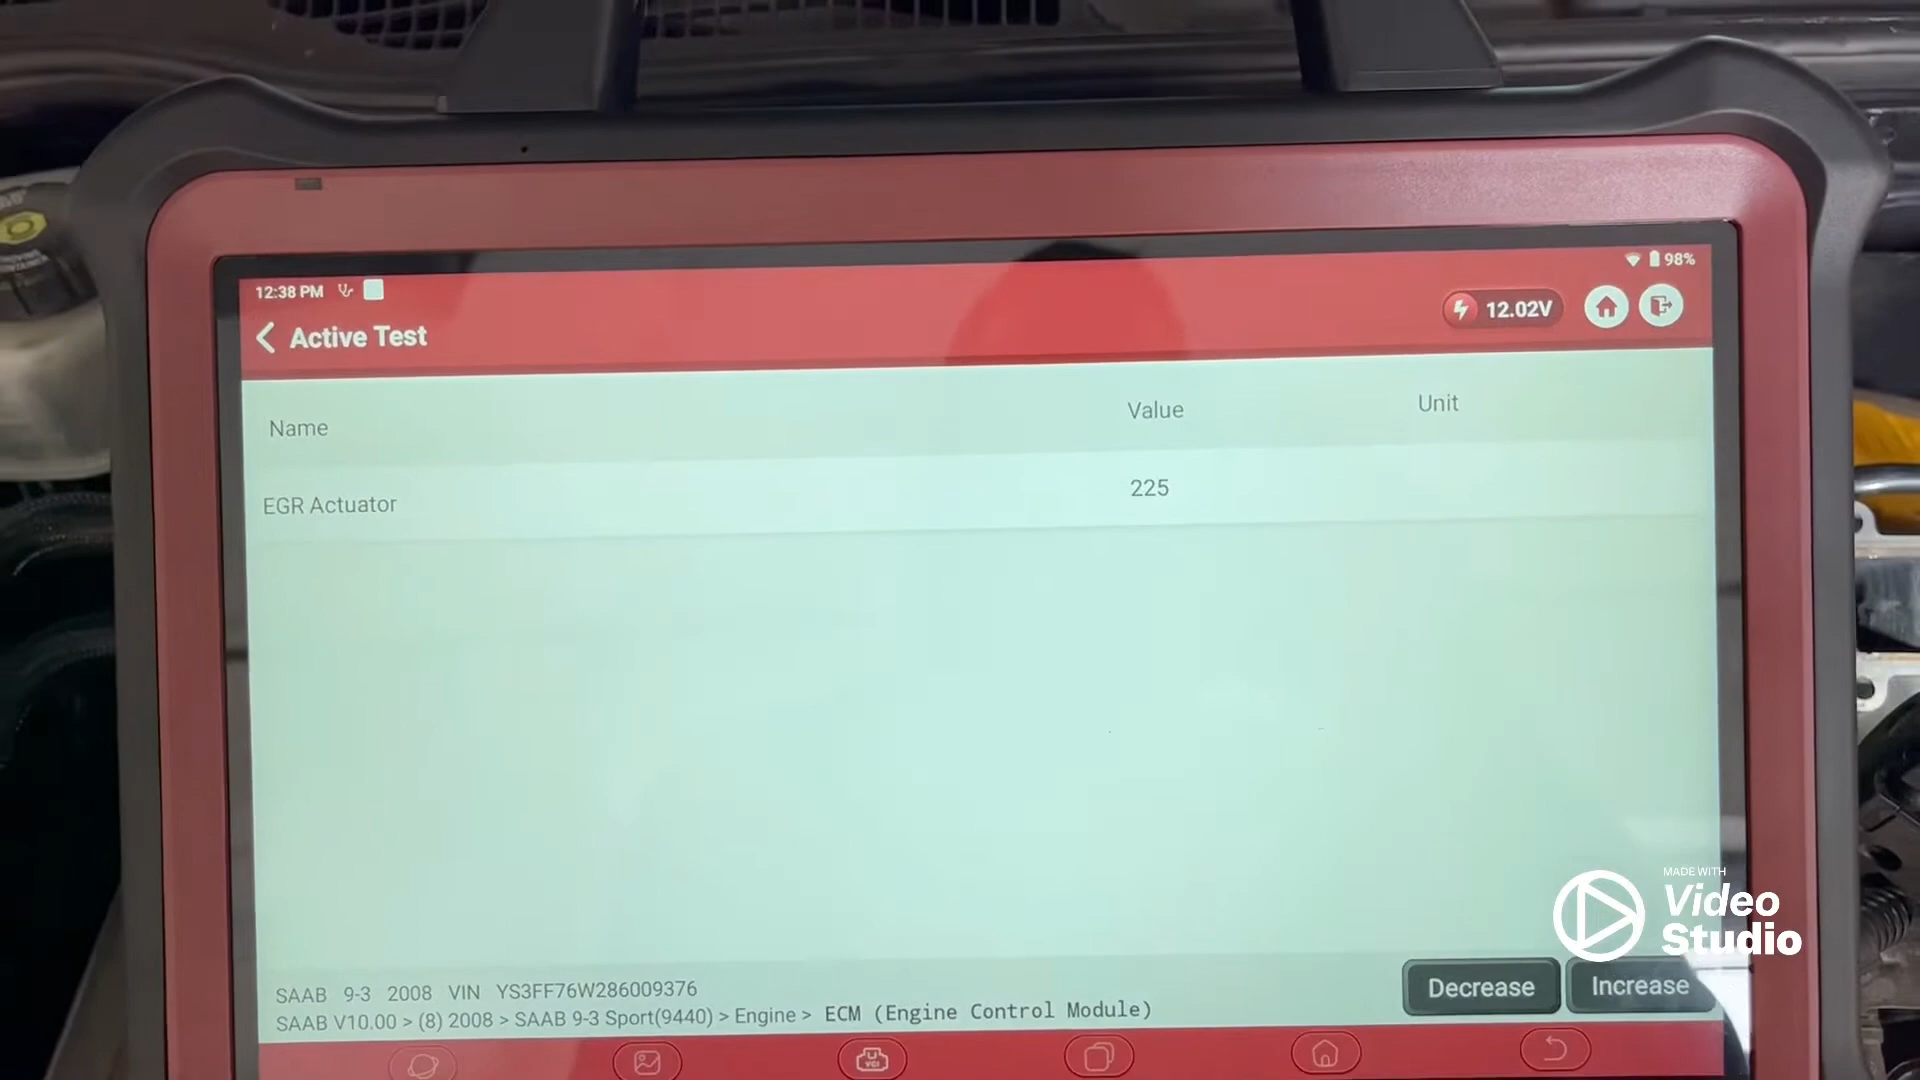 12:38 PM
98%
12.02V
Active Test
Name Value Unit
EGR Actuator 225
SAAB 9-3 2008 VIN YS3FF76W286009376
SAAB V10.00 > (8) 2008 > SAAB 9-3 Sport(9440) > Engine > ECM (Engine Control Module)
Decrease
Increase
VCI
MADE WITH
Video
Studio